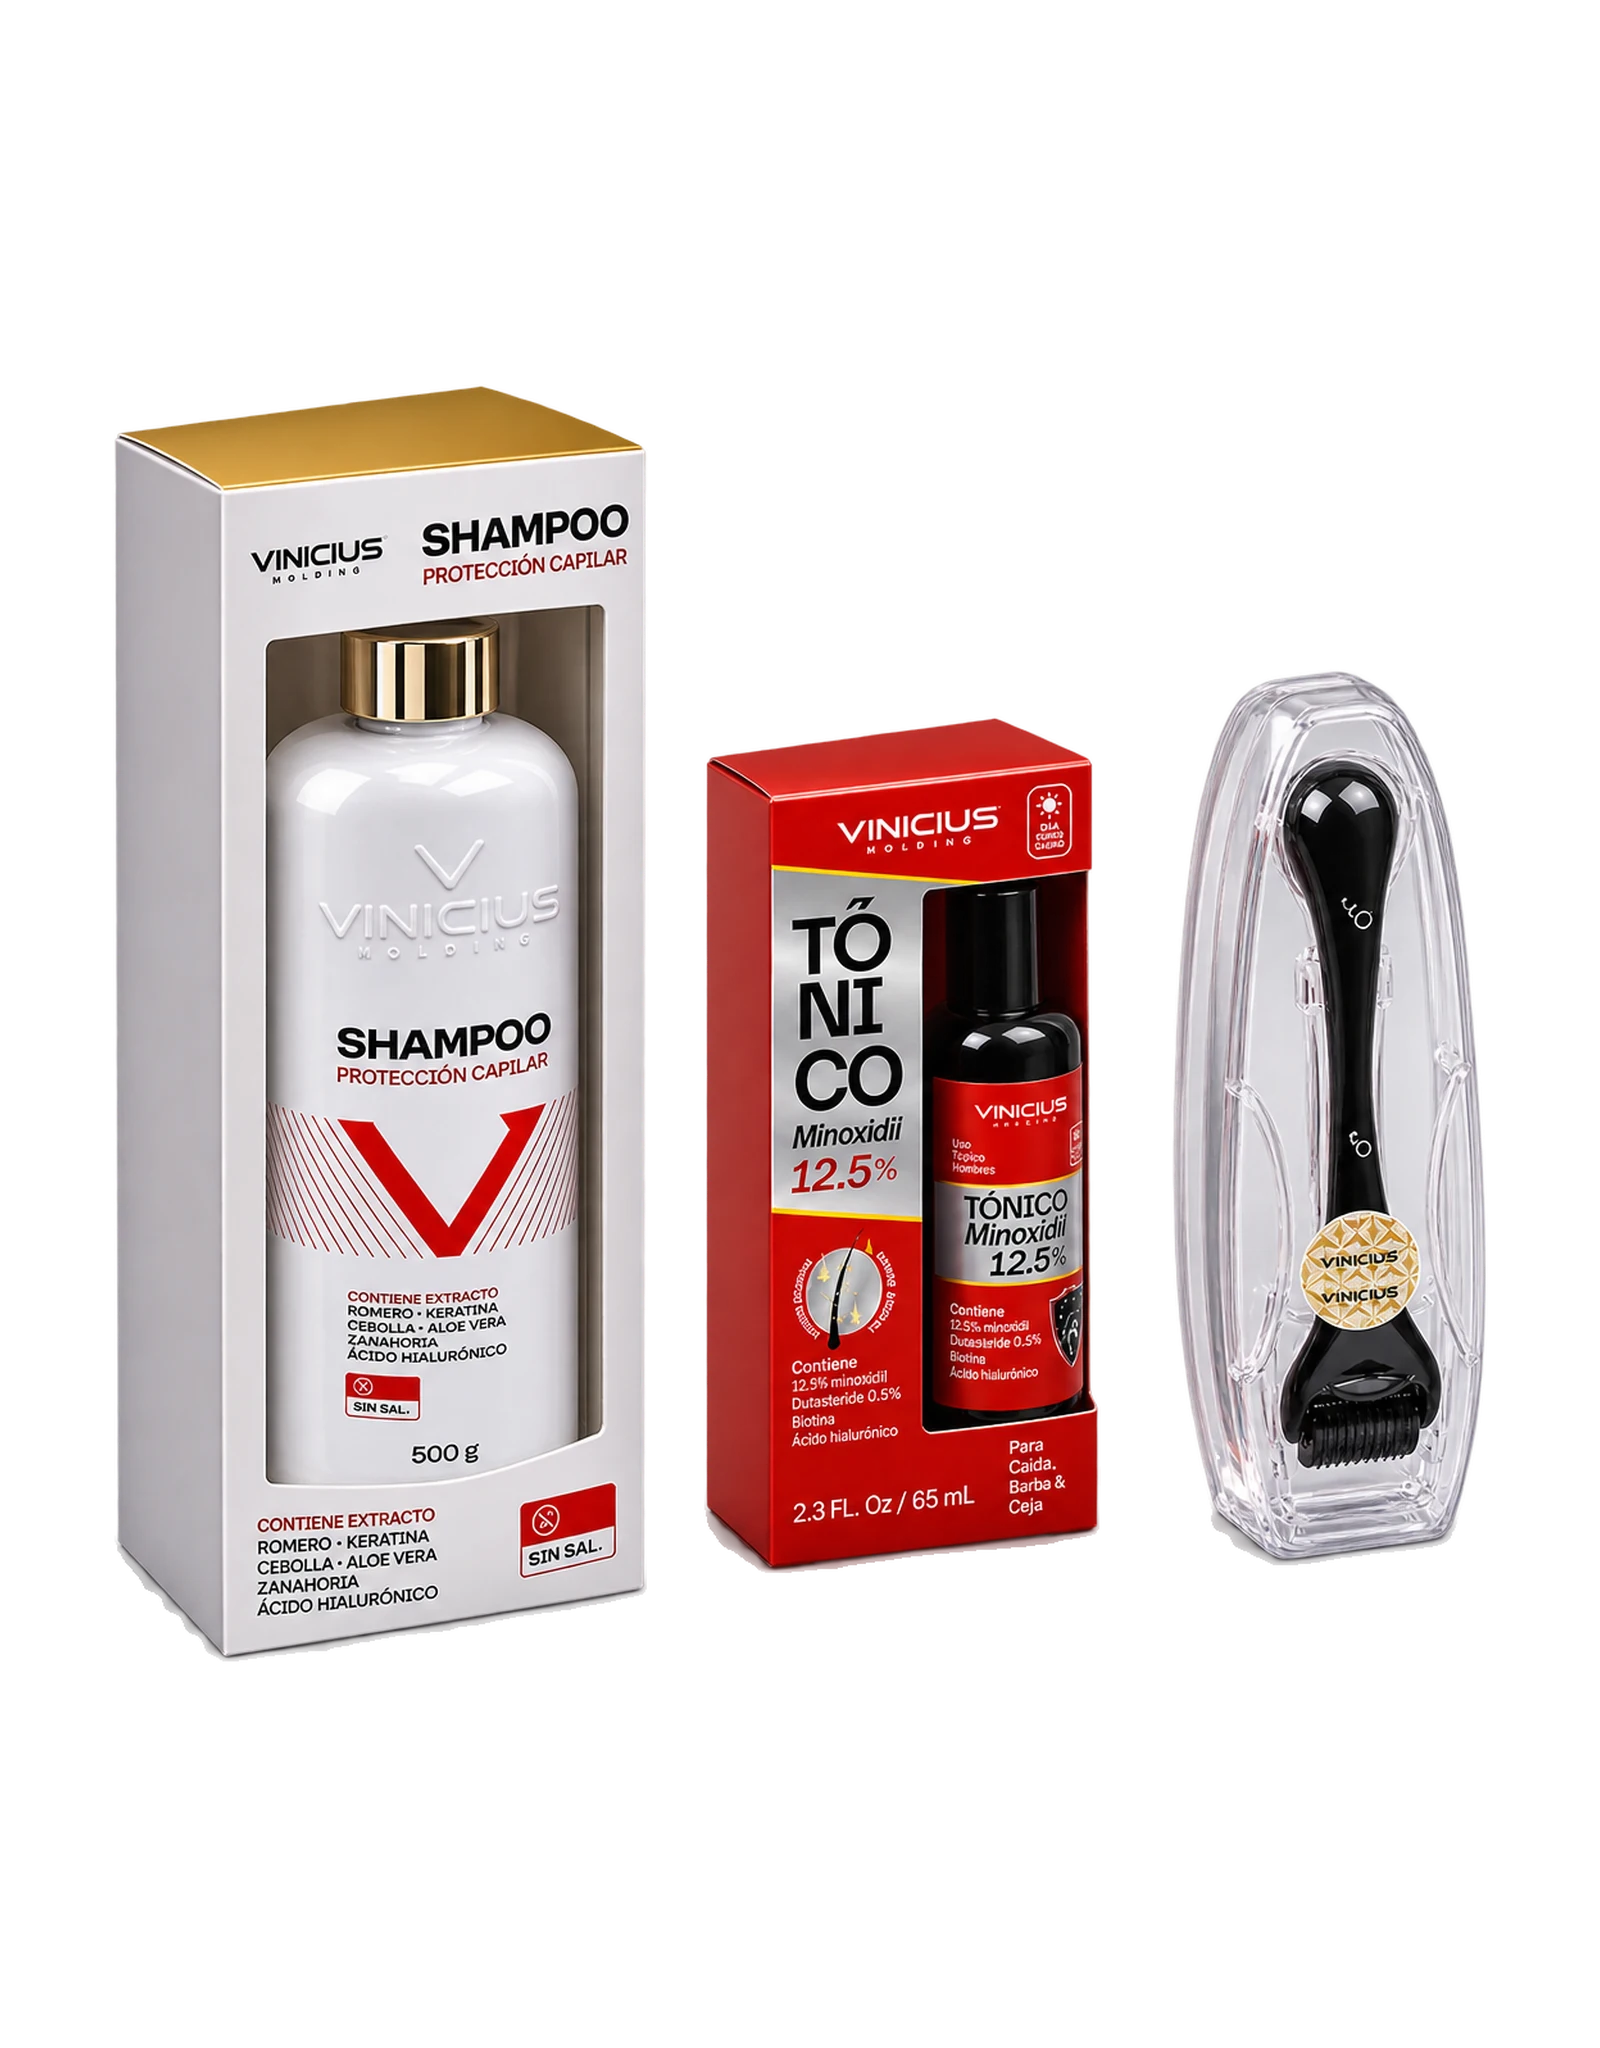 VINICIUS
MOLDING
SHAMPOO
PROTECCIÓN CAPILAR
VINICIUS
MOLDING
SHAMPOO
PROTECCIÓN CAPILAR
CONTIENE EXTRACTO
ROMERO • KERATINA
CEBOLLA • ALOE VERA
ZANAHORIA
ÁCIDO HIALURÓNICO
SIN SAL.
500 g
CONTIENE EXTRACTO
ROMERO • KERATINA
CEBOLLA • ALOE VERA
ZANAHORIA
ÁCIDO HIALURÓNICO
SIN SAL.
VINICIUS
MOLDING
TÓ
NI
CO
Minoxidii
12.5%
Contiene
12.5% minoxidil
Dutasteride 0.5%
Biotina
Ácido hialurónico
2.3 FL. Oz / 65 mL
Para
Caida.
Barba &
Ceja
VINICIUS
Uso
Hombres
TÓNICO
Minoxidii
12.5%
Contiene
12.5% minoxidil
0.5%
Biotina
Ácido hialurónico
VINICIUS
VINICIUS